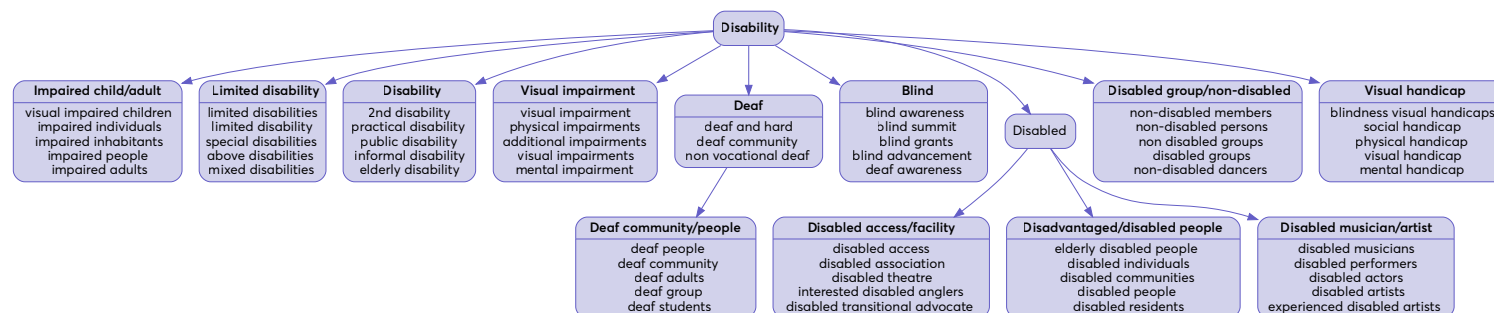 Disability
Impaired child/adult
visual impaired children
impaired individuals
impaired inhabitants
impaired people
impaired adults
Limited disability
limited disabilities
limited disability
special disabilities
above disabilities
mixed disabilities
Disability
2nd disability
practical disability
public disability
informal disability
elderly disability
Visual impairment
visual impairment
physical impairments
additional impairments
visual impairments
mental impairment
Deaf
deaf and hard
deaf community
non vocational deaf
Blind
blind awareness
blind summit
blind grants
blind advancement
deaf awareness
Disabled
Disabled group/non-disabled
non-disabled members
non-disabled persons
non disabled groups
disabled groups
non-disabled dancers
Visual handicap
blindness visual handicaps
social handicap
physical handicap
visual handicap
mental handicap
Deaf community/people
deaf people
deaf community
deaf adults
deaf group
deaf students
Disabled access/facility
disabled access
disabled association
disabled theatre
interested disabled anglers
disabled transitional advocate
Disadvantaged/disabled people
elderly disabled people
disabled individuals
disabled communities
disabled people
disabled residents
Disabled musician/artist
disabled musicians
disabled performers
disabled actors
disabled artists
experienced disabled artists